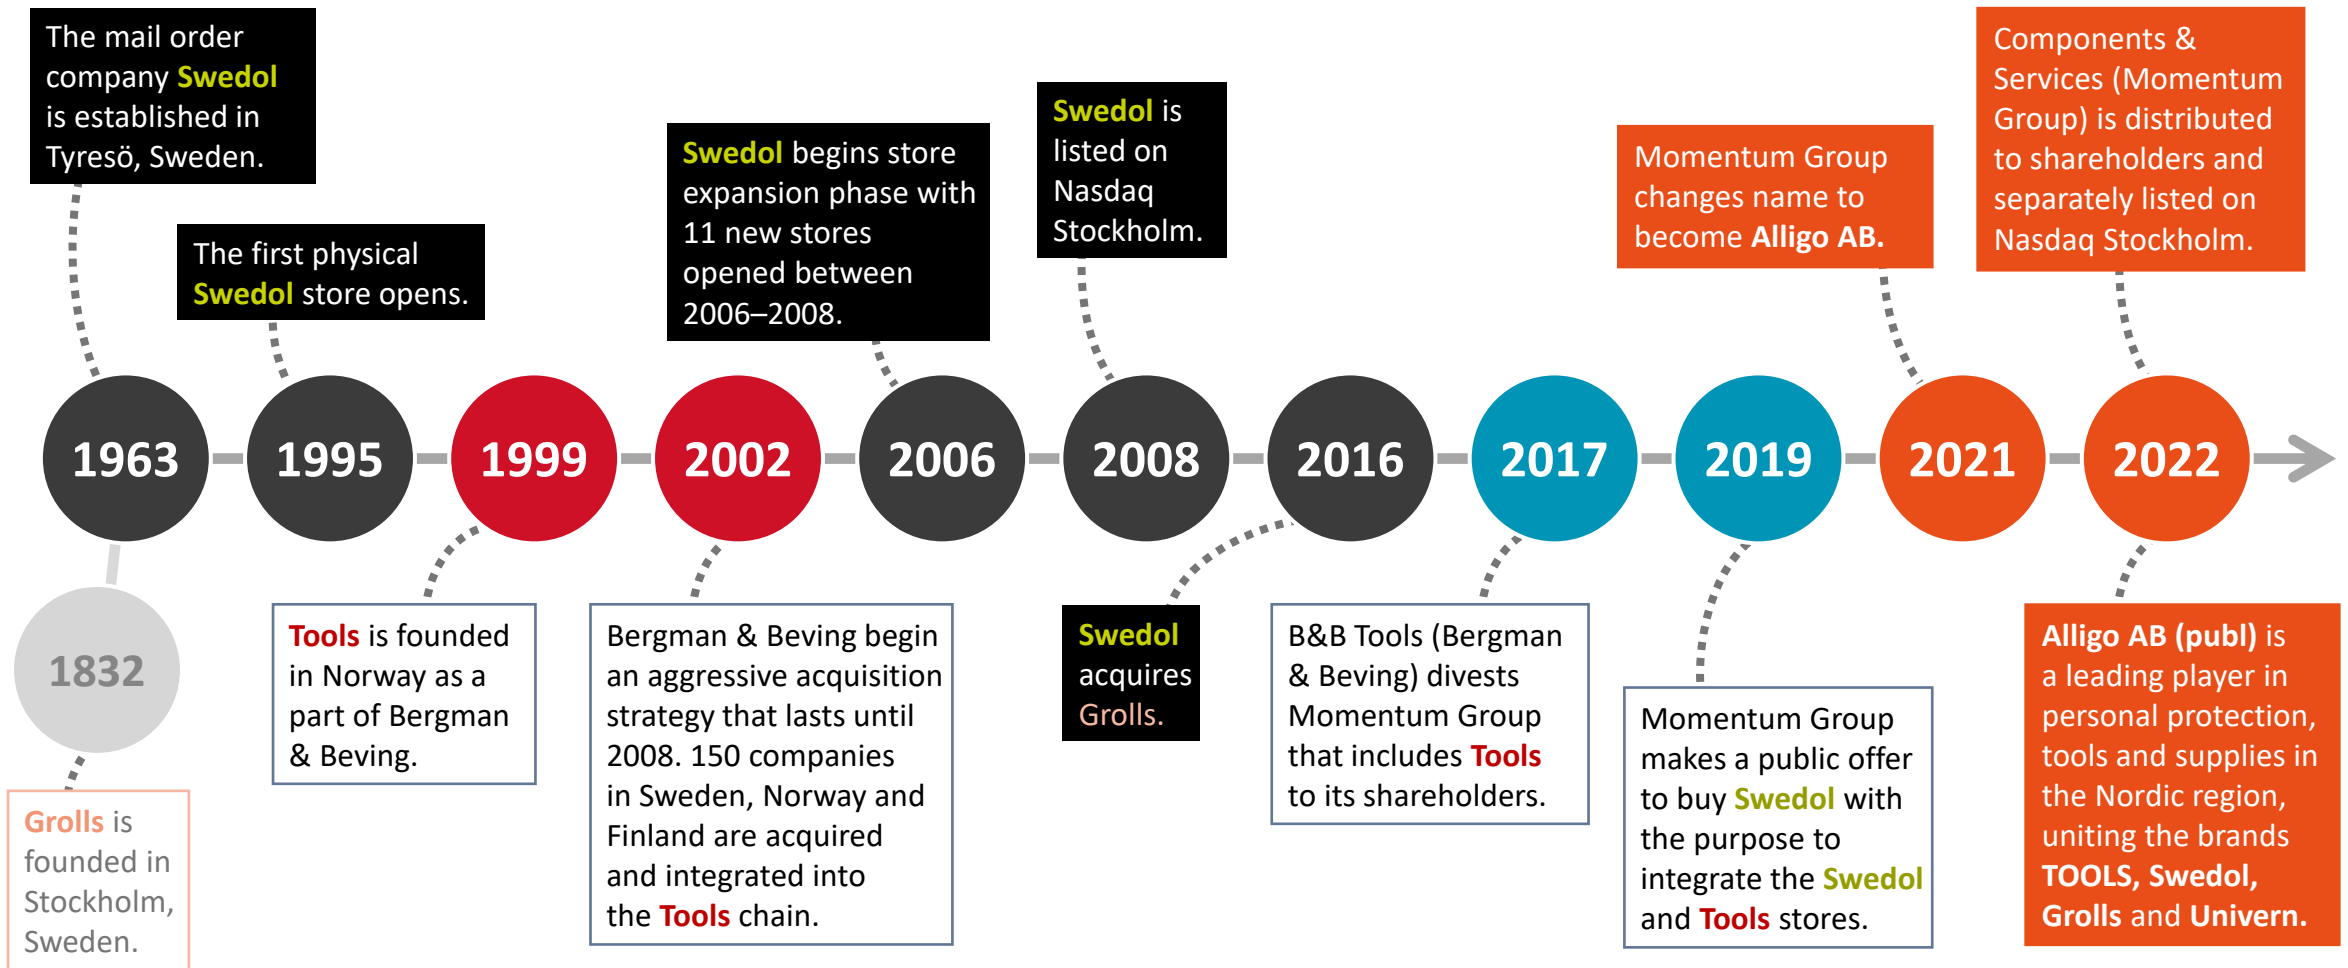 The mail order
company Swedol
is established in
Tyresö, Sweden.
The first physical
Swedol store opens.
Swedol begins store
expansion phase with
11 new stores
opened between
2006–2008.
Swedol is
listed on
Nasdaq
Stockholm.
Momentum Group
changes name to
become Alligo AB.
Components &
Services (Momentum
Group) is distributed
to shareholders and
separately listed on
Nasdaq Stockholm.
1963
1995
1999
2002
2006
2008
2016
2017
2019
2021
2022
1832
Grolls is
founded in
Stockholm,
Sweden.
Tools is founded
in Norway as a
part of Bergman
& Beving.
Bergman & Beving begin
an aggressive acquisition
strategy that lasts until
2008. 150 companies
in Sweden, Norway and
Finland are acquired
and integrated into
the Tools chain.
Swedol
acquires
Grolls.
B&B Tools (Bergman
& Beving) divests
Momentum Group
that includes Tools
to its shareholders.
Momentum Group
makes a public offer
to buy Swedol with
the purpose to
integrate the Swedol
and Tools stores.
Alligo AB (publ) is
a leading player in
personal protection,
tools and supplies in
the Nordic region,
uniting the brands
TOOLS, Swedol,
Grolls and Univern.